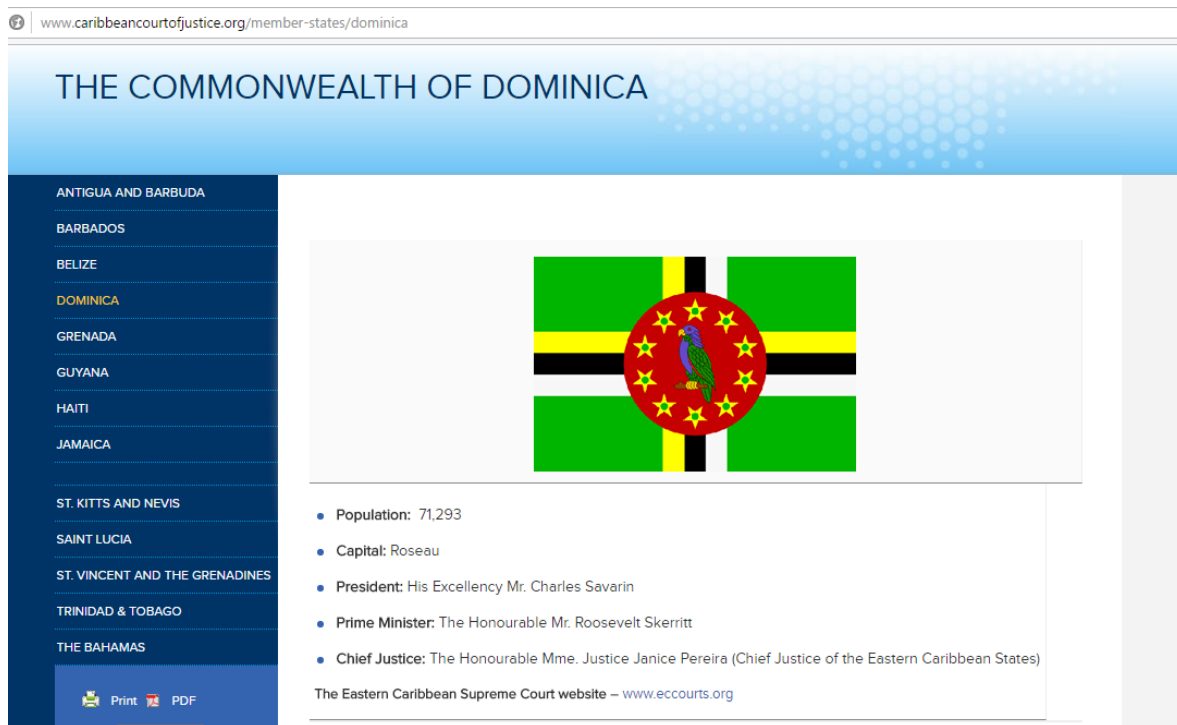 www.caribbeancourtofjustice.org/member-states/dominica
THE COMMONWEALTH OF DOMINICA
ANTIGUA AND BARBUDA
BARBADOS
BELIZE
DOMINICA
GRENADA
GUYANA
HAITI
JAMAICA
ST. KITTS AND NEVIS
SAINT LUCIA
ST. VINCENT AND THE GRENADINES
TRINIDAD & TOBAGO
THE BAHAMAS
Print PDF
Population: 71,293
Capital: Roseau
President: His Excellency Mr. Charles Savarin
Prime Minister: The Honourable Mr. Roosevelt Skerritt
Chief Justice: The Honourable Mme. Justice Janice Pereira (Chief Justice of the Eastern Caribbean States)
The Eastern Caribbean Supreme Court website – www.eccourts.org